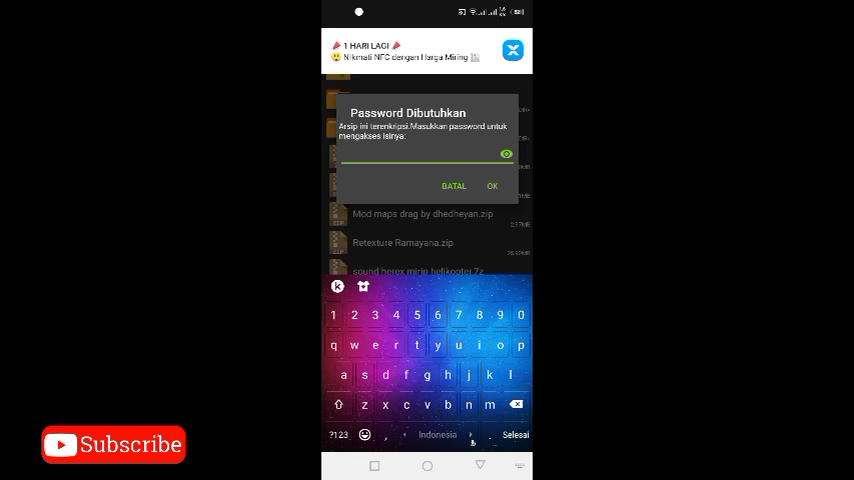 1 HARI LAGI
Nikmati NFC dengan Harga Miring
Password Dibutuhkan
Arsip ini terenkripsi.Masukkan password untuk
mengakses isinya:
BATAL OK
Mod maps drag by dhedheyan.zip
Retexture Ramayana.zip
sound herex mirip helikopter.7z
1 2 3 4 5 6 7 8 9 0
q w e r t y u i o p
a s d f g h j k l
z x c v b n m
?123 , Indonesia . Selesai
Subscribe